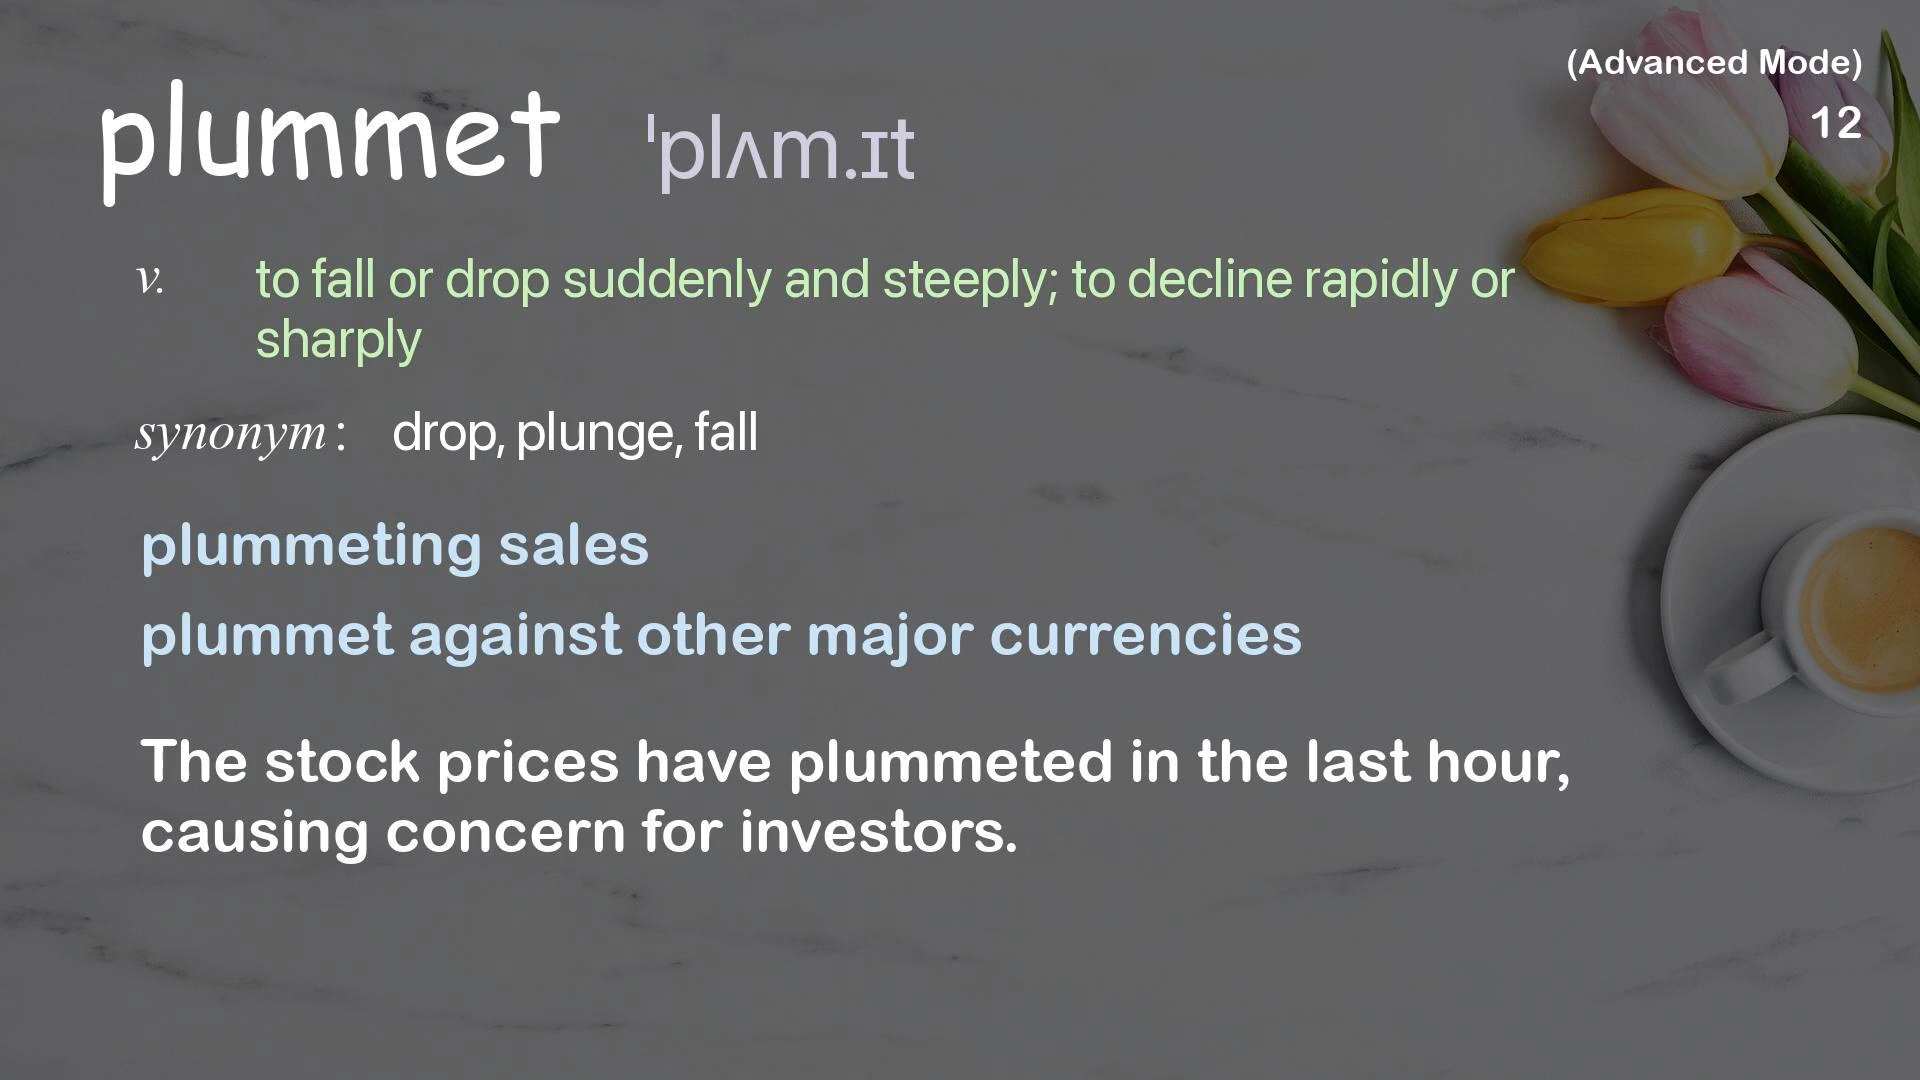 (Advanced Mode)
12
plummet ˈplʌm.ɪt
v. to fall or drop suddenly and steeply; to decline rapidly or
sharply
synonym: drop, plunge, fall
plummeting sales
plummet against other major currencies
The stock prices have plummeted in the last hour,
causing concern for investors.